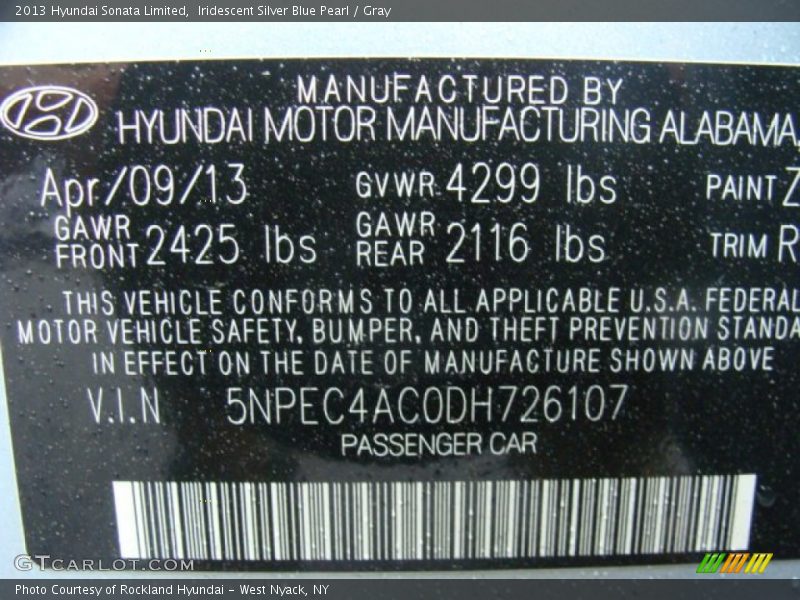 2013 Hyundai Sonata Limited,  Iridescent Silver Blue Pearl / Gray
MANUFACTURED BY
HYUNDAI MOTOR MANUFACTURING ALABAMA,
Apr/09/13 GVWR 4299 lbs PAINT Z
GAWR FRONT 2425 lbs GAWR REAR 2116 lbs TRIM R
THIS VEHICLE CONFORMS TO ALL APPLICABLE U.S.A. FEDERAL
MOTOR VEHICLE SAFETY, BUMPER, AND THEFT PREVENTION STANDA
IN EFFECT ON THE DATE OF MANUFACTURE SHOWN ABOVE
V.I.N 5NPEC4AC0DH726107
PASSENGER CAR
GTCARLOT.COM
Photo Courtesy of Rockland Hyundai - West Nyack, NY